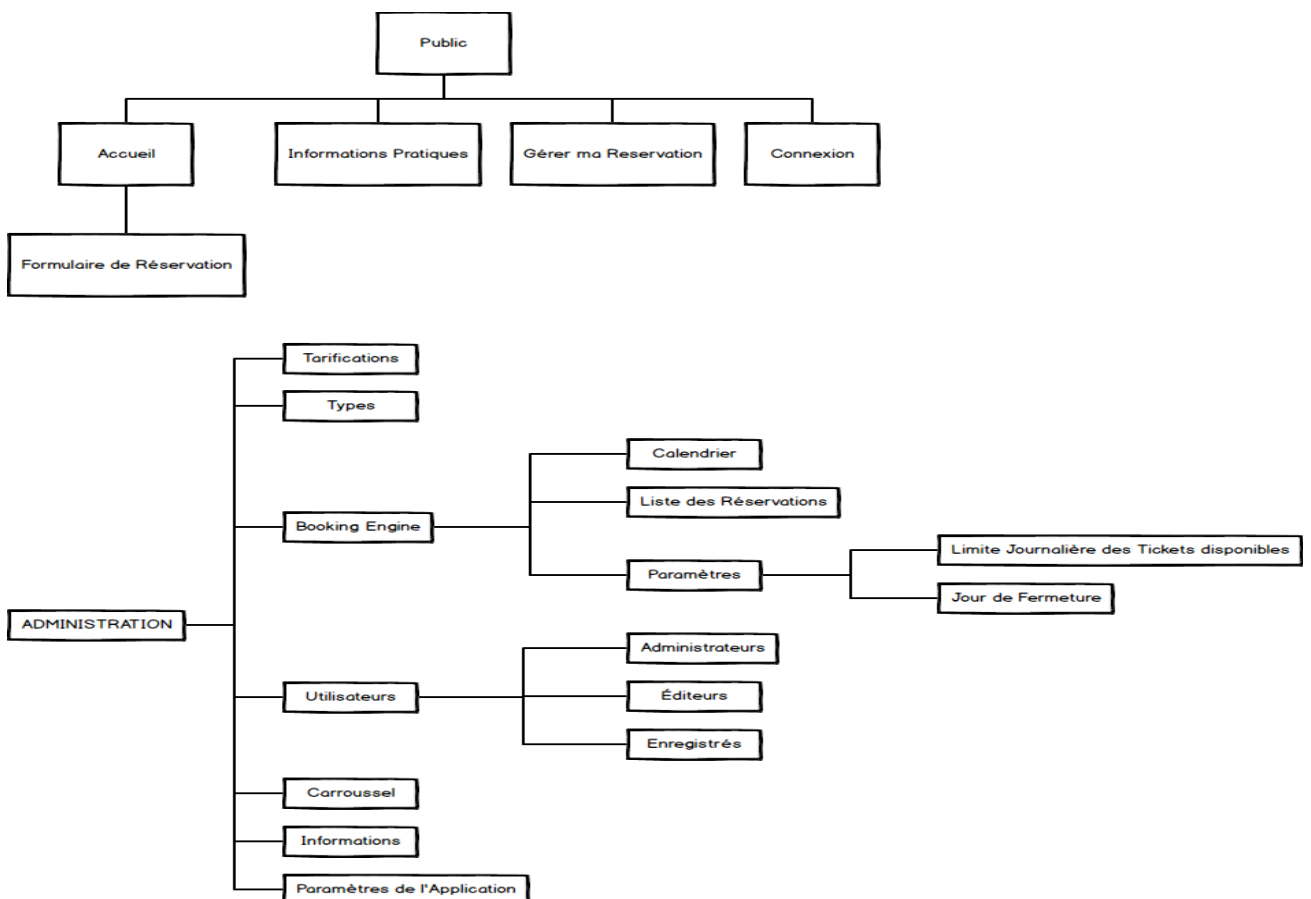 Public
Accueil
Informations Pratiques
Gérer ma Reservation
Connexion
Formulaire de Réservation
Tarifications
Types
Calendrier
Liste des Réservations
Booking Engine
Limite Journalière des Tickets disponibles
Paramètres
Jour de Fermeture
ADMINISTRATION
Administrateurs
Utilisateurs
Éditeurs
Enregistrés
Carroussel
Informations
Paramètres de l'Application